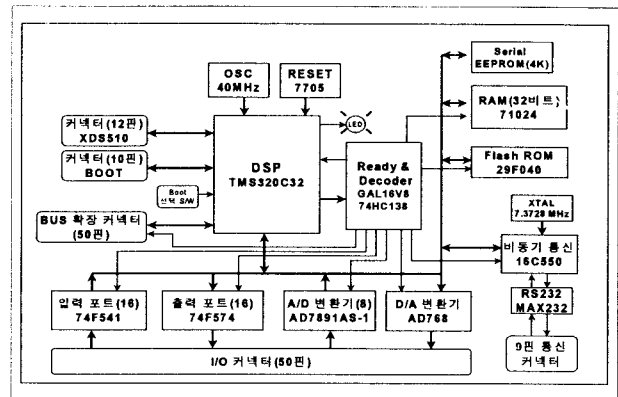 OSC
40MHz
RESET
7705
Serial
EEPROM(4K)
커넥터(12핀)
XDS510
LED
RAM(32비트)
71024
커넥터(10핀)
BOOT
DSP
TMS320C32
Ready &
Decoder
GAL16V8
74HC138
Flash ROM
29F040
Boot
선택 S/W
XTAL
7.3728 MHz
BUS 확장 커넥터
(50핀)
비동기 통신
16C550
입력 포트(16)
74F541
출력 포트(16)
74F574
A/D 변환기(8)
AD7891AS-1
D/A 변환기
AD768
RS232
MAX232
I/O 커넥터(50핀)
9핀 통신
커넥터